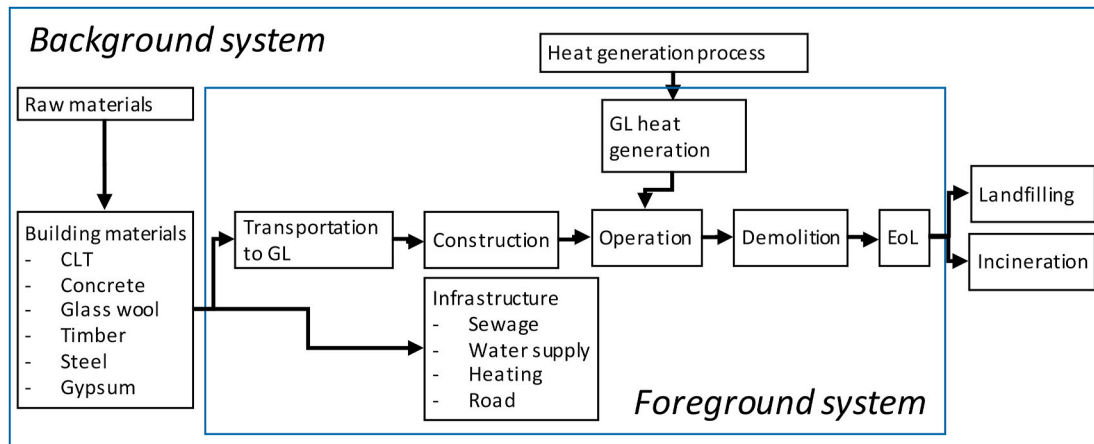 Background system
Heat generation process
Raw materials
GL heat
generation
Building materials
- CLT
- Concrete
- Glass wool
- Timber
- Steel
- Gypsum
Transportation
to GL
Construction
Operation
Demolition
EoL
Landfilling
Incineration
Infrastructure
- Sewage
- Water supply
- Heating
- Road
Foreground system